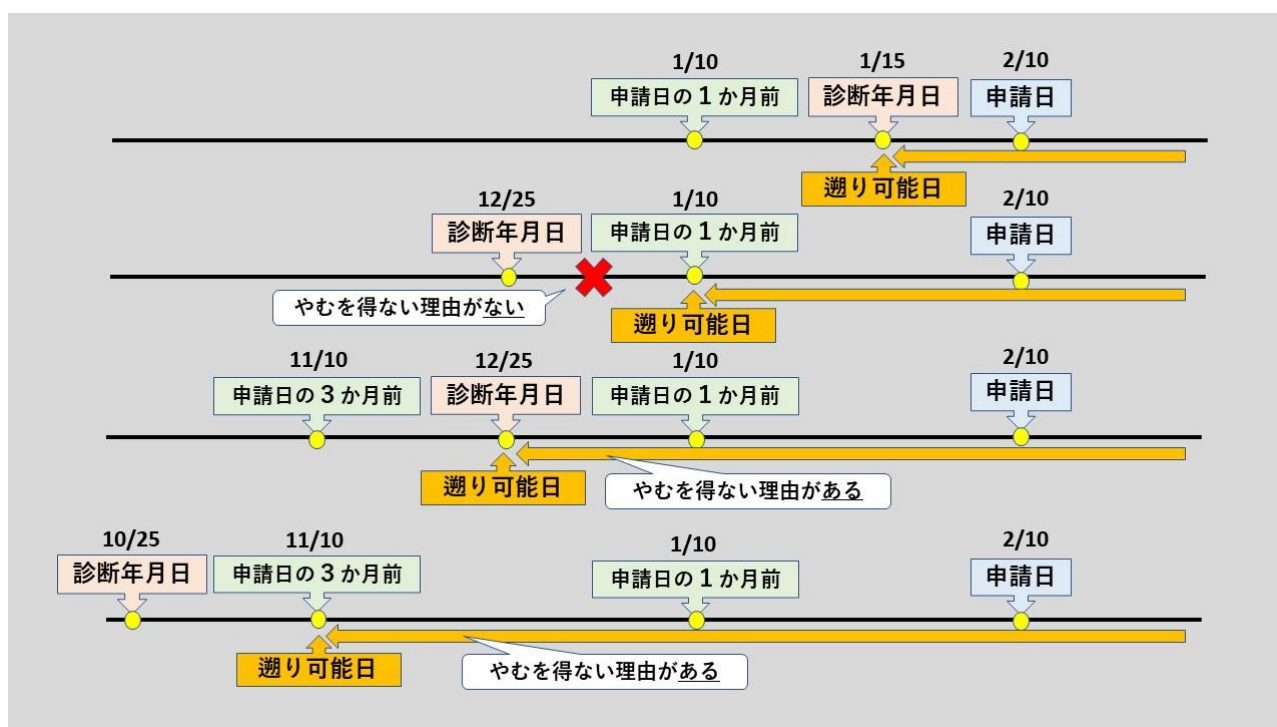 1/10 1/15 2/10
申請日の1か月前 診断年月日 申請日
遡り可能日
12/25 1/10 2/10
診断年月日 申請日の1か月前 申請日
やむを得ない理由がない
遡り可能日
11/10 12/25 1/10 2/10
申請日の3か月前 診断年月日 申請日の1か月前 申請日
遡り可能日 やむを得ない理由がある
10/25 11/10 1/10 2/10
診断年月日 申請日の3か月前 申請日の1か月前 申請日
遡り可能日 やむを得ない理由がある